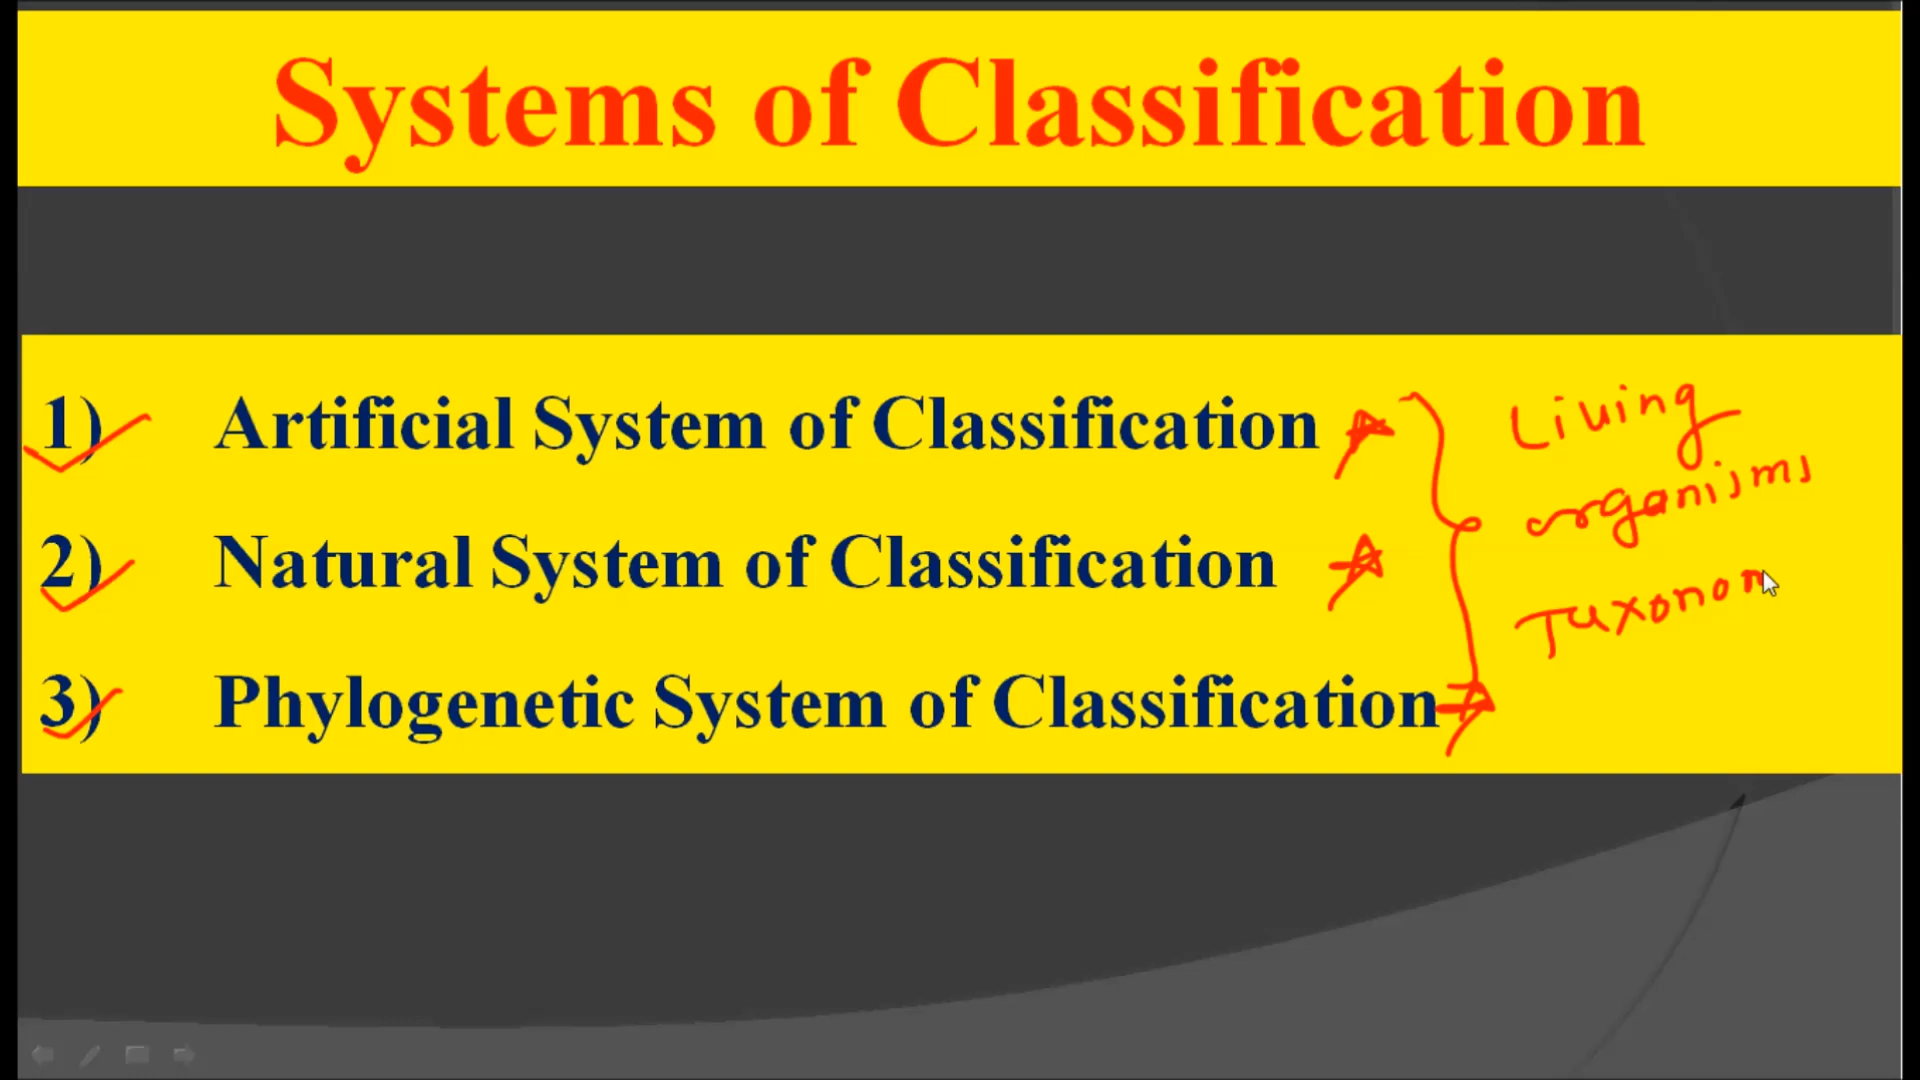 Systems of Classification
1) Artificial System of Classification
2) Natural System of Classification
3) Phylogenetic System of Classification
Living
organisms
Taxonom